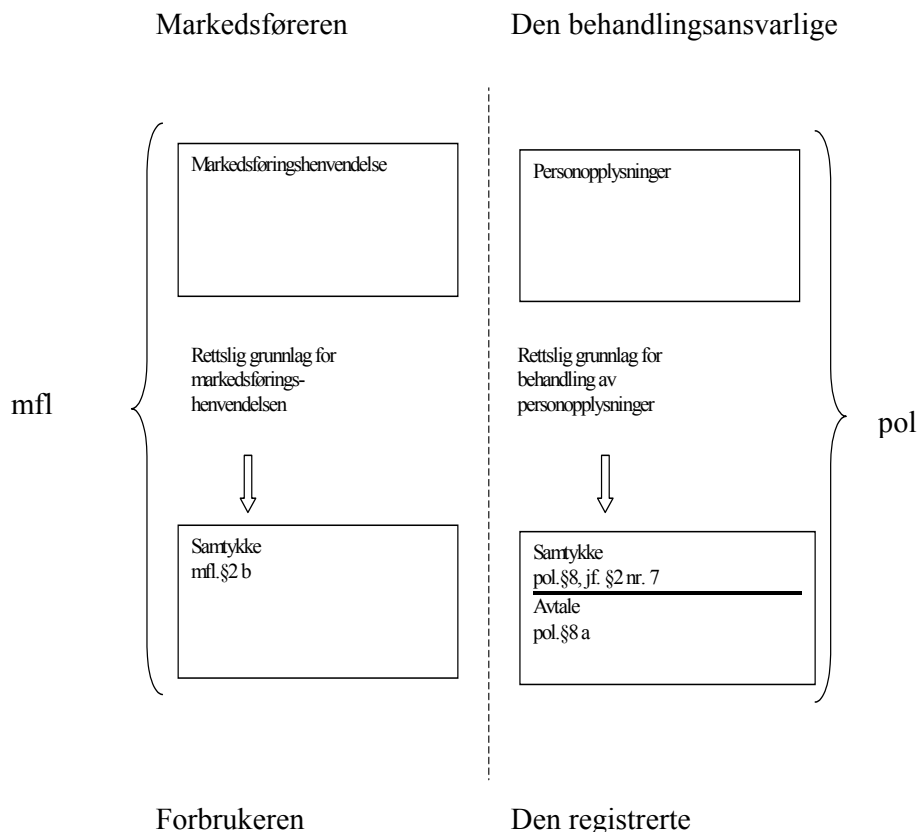 Markedsføreren
Den behandlingsansvarlige
Markedsføringshenvendelse
Personopplysninger
Rettslig grunnlag for
markedsførings-
henvendelsen
Rettslig grunnlag for
behandling av
personopplysninger
mfl
pol
Samtykke
mfl.§2 b
Samtykke
pol.§8, jf. §2 nr. 7
Avtale
pol.§8 a
Forbrukeren
Den registrerte